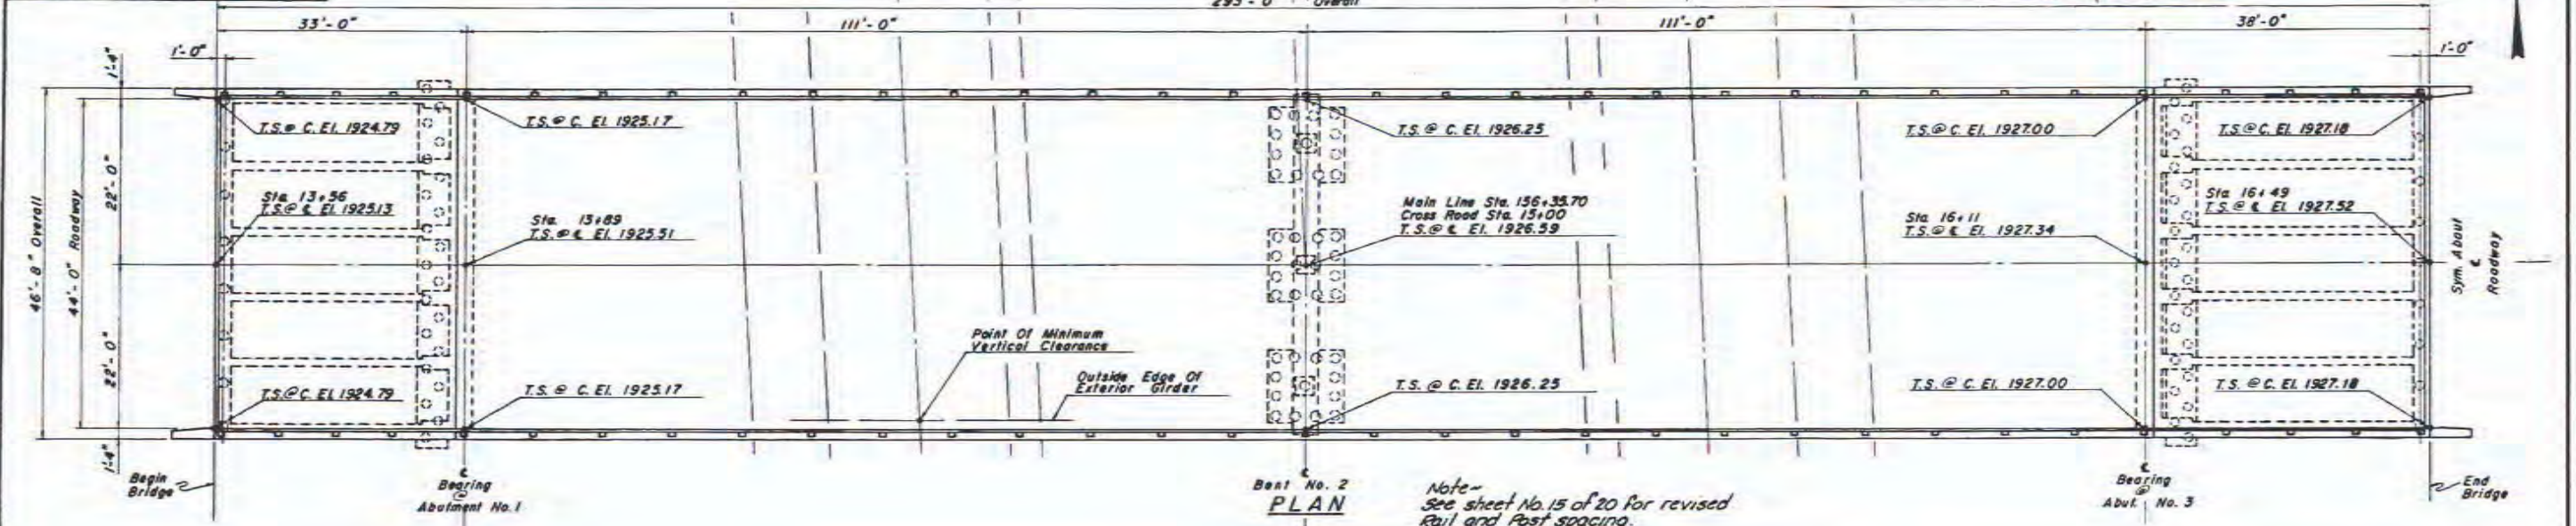 295'-0" Overall
33'-0"
111'-0"
111'-0"
38'-0"
1'-0"
1'-0"
1'-4"
22'-0"
22'-0"
1'-4"
46'-8" Overall
44'-0" Roadway
T.S.@ C. El. 1924.79
T.S.@ C. El. 1925.17
T.S.@ C. El. 1926.25
T.S.@ C. El. 1927.00
T.S.@ C. El. 1927.18
Sta. 13+56
T.S.@ ℄ El. 1925.13
Sta. 13+89
T.S.@ ℄ El. 1925.51
Main Line Sta. 156+35.70
Cross Road Sta. 15+00
T.S.@ ℄ El. 1926.59
Sta 16+11
T.S.@ ℄ El. 1927.34
Sta 16+49
T.S.@ ℄ El. 1927.52
Sym. About
℄
Roadway
Point Of Minimum
Vertical Clearance
Outside Edge Of
Exterior Girder
T.S.@ C. El. 1924.79
T.S.@ C. El. 1925.17
T.S.@ C. El. 1926.25
T.S.@ C. El. 1927.00
T.S.@ C. El. 1927.18
Begin
Bridge
℄
Bearing
@
Abutment No. 1
℄
Bent No. 2
PLAN
Note~
See sheet No. 15 of 20 for revised
Rail and Post spacing.
℄
Bearing
@
Abut. No. 3
End
Bridge